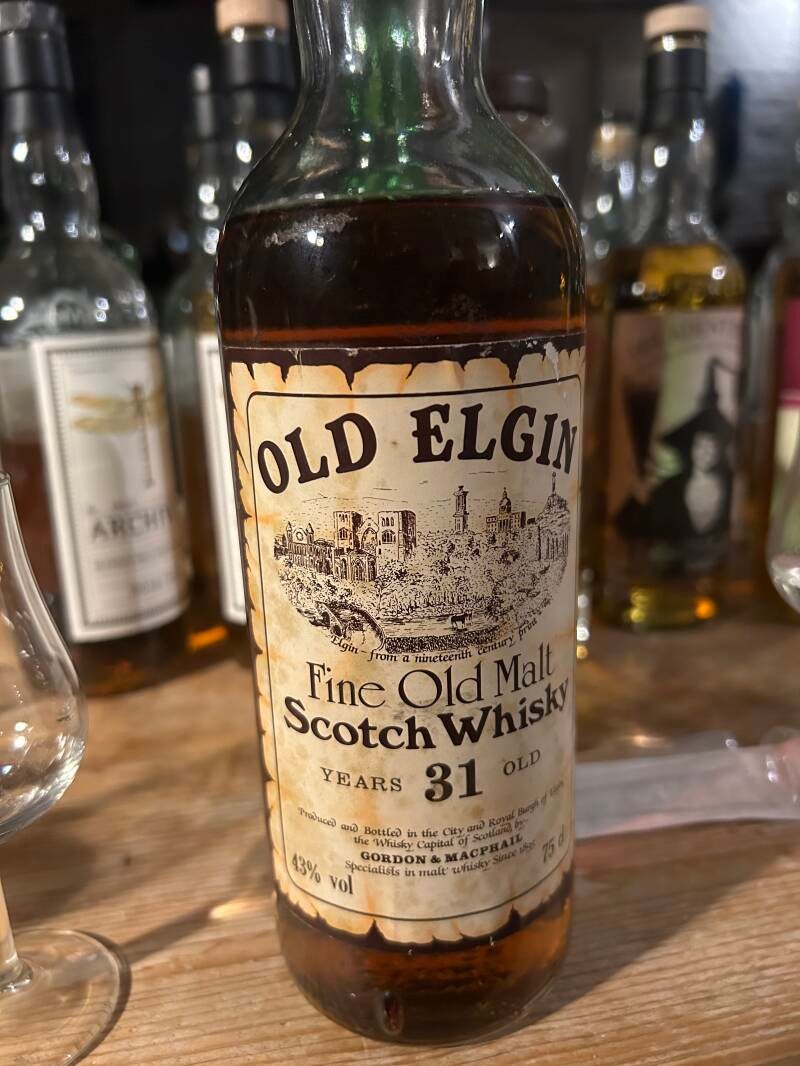 OLD ELGIN
Elgin - from a nineteenth century print
Fine Old Malt
Scotch Whisky
YEARS 31 OLD
Produced and Bottled in the City and Royal Burgh of Elgin
the Whisky Capital of Scotland, by
GORDON & MACPHAIL
Specialists in malt whisky Since 1895
43% vol
75 cl